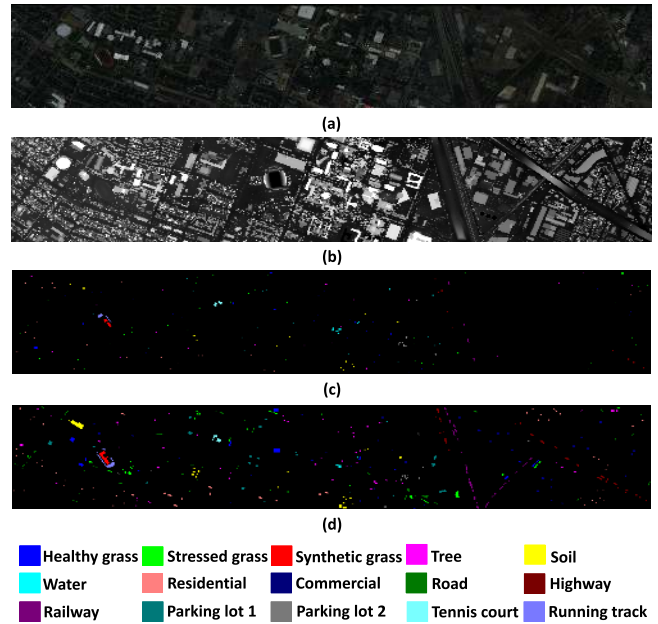 (a)
(b)
(c)
(d)
Healthy grass Stressed grass Synthetic grass Tree Soil
Water Residential Commercial Road Highway
Railway Parking lot 1 Parking lot 2 Tennis court Running track